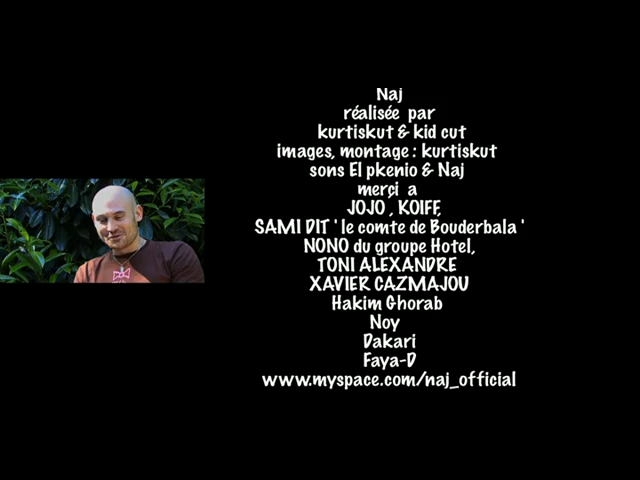 Naj
réalisée par
kurtiskut & kid cut
images, montage : kurtiskut
sons El pkenio & Naj
merçi a
JOJO , KOIFF,
SAMI DIT ' le comte de Bouderbala '
NONO du groupe Hotel,
TONI ALEXANDRE
XAVIER CAZMAJOU
Hakim Ghorab
Noy
Dakari
Faya-D
www.myspace.com/naj_official